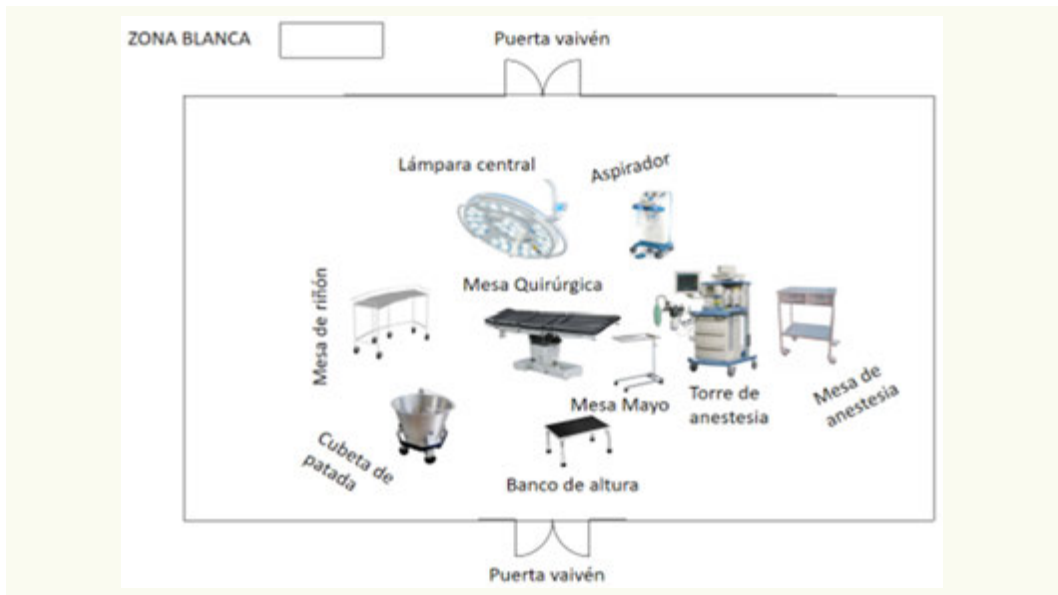 ZONA BLANCA
Puerta vaivén
Lámpara central
Aspirador
Mesa Quirúrgica
Mesa de riñón
Mesa Mayo
Torre de
anestesia
Mesa de
anestesia
Cubeta de
patada
Banco de altura
Puerta vaivén